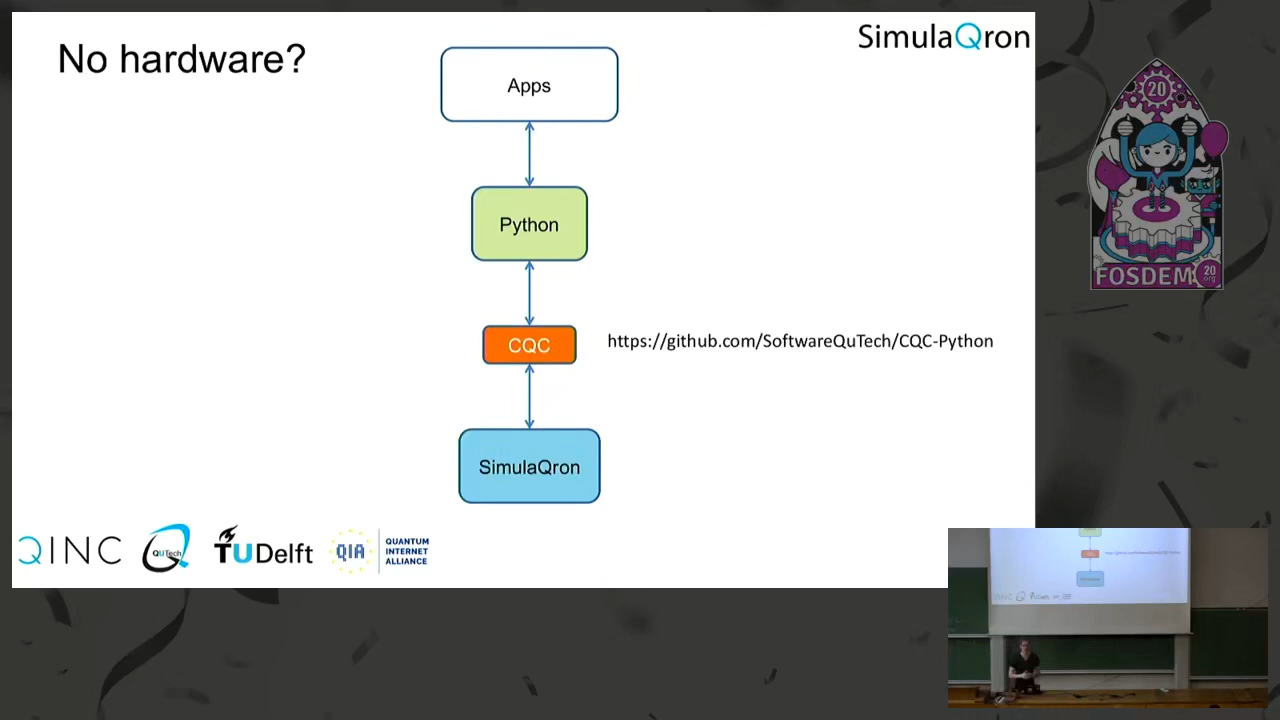 No hardware?
SimulaQron
Apps
Python
CQC
https://github.com/SoftwareQuTech/CQC-Python
SimulaQron
QINC
QUTech
TUDelft
QIA
QUANTUM
INTERNET
ALLIANCE
20
FOSDEM
20
.org